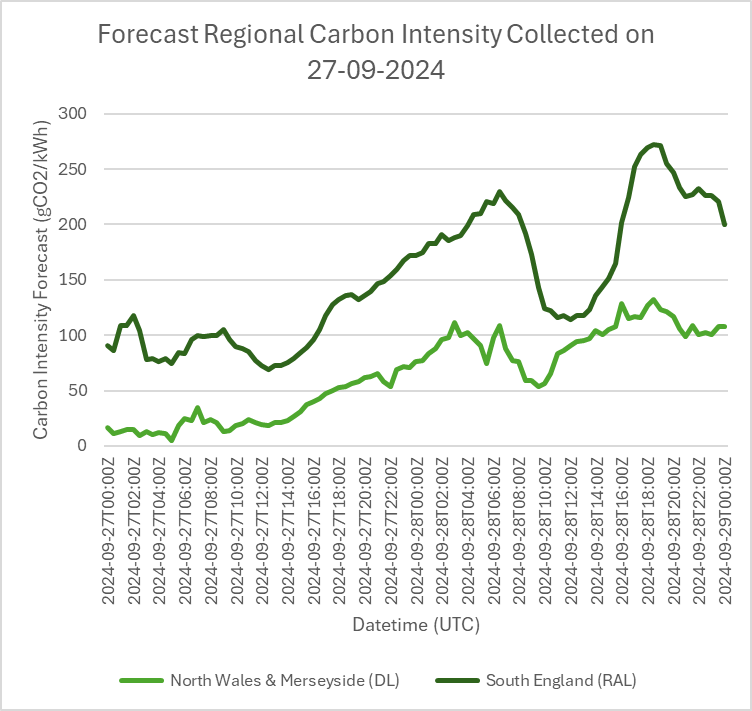 Forecast Regional Carbon Intensity Collected on
27-09-2024
Carbon Intensity Forecast (gCO2/kWh)
300
250
200
150
100
50
0
2024-09-27T00:00Z
2024-09-27T02:00Z
2024-09-27T04:00Z
2024-09-27T06:00Z
2024-09-27T08:00Z
2024-09-27T10:00Z
2024-09-27T12:00Z
2024-09-27T14:00Z
2024-09-27T16:00Z
2024-09-27T18:00Z
2024-09-27T20:00Z
2024-09-27T22:00Z
2024-09-28T00:00Z
2024-09-28T02:00Z
2024-09-28T04:00Z
2024-09-28T06:00Z
2024-09-28T08:00Z
2024-09-28T10:00Z
2024-09-28T12:00Z
2024-09-28T14:00Z
2024-09-28T16:00Z
2024-09-28T18:00Z
2024-09-28T20:00Z
2024-09-28T22:00Z
2024-09-29T00:00Z
Datetime (UTC)
North Wales & Merseyside (DL)
South England (RAL)